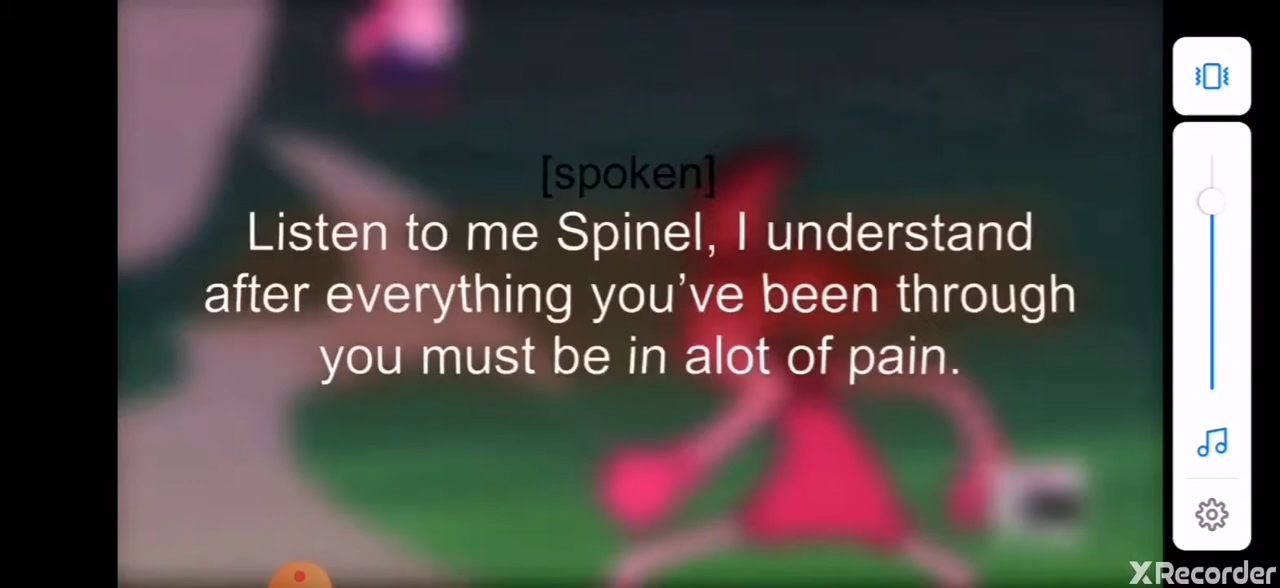 [spoken]
Listen to me Spinel, I understand
after everything you’ve been through
you must be in alot of pain.
XRecorder